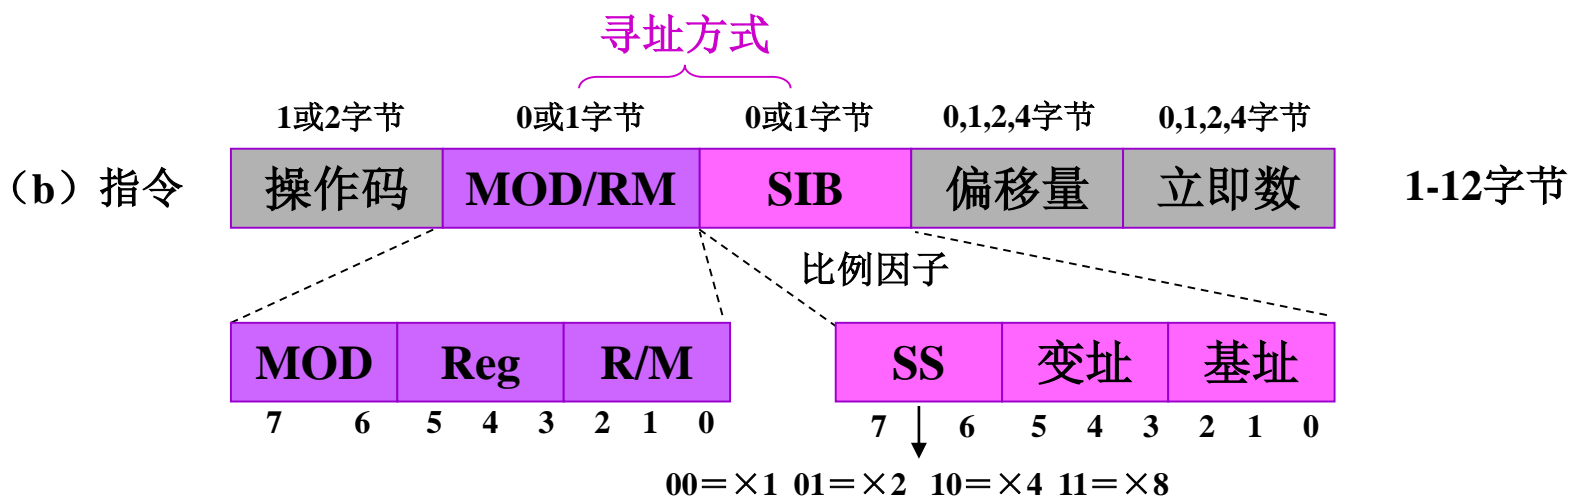 寻址方式
1或2字节 0或1字节 0或1字节 0,1,2,4字节 0,1,2,4字节
（b）指令 操作码 MOD/RM SIB 偏移量 立即数 1-12字节
比例因子
MOD Reg R/M SS 变址 基址
7 6 5 4 3 2 1 0 7 6 5 4 3 2 1 0
00＝×1 01＝×2 10＝×4 11＝×8